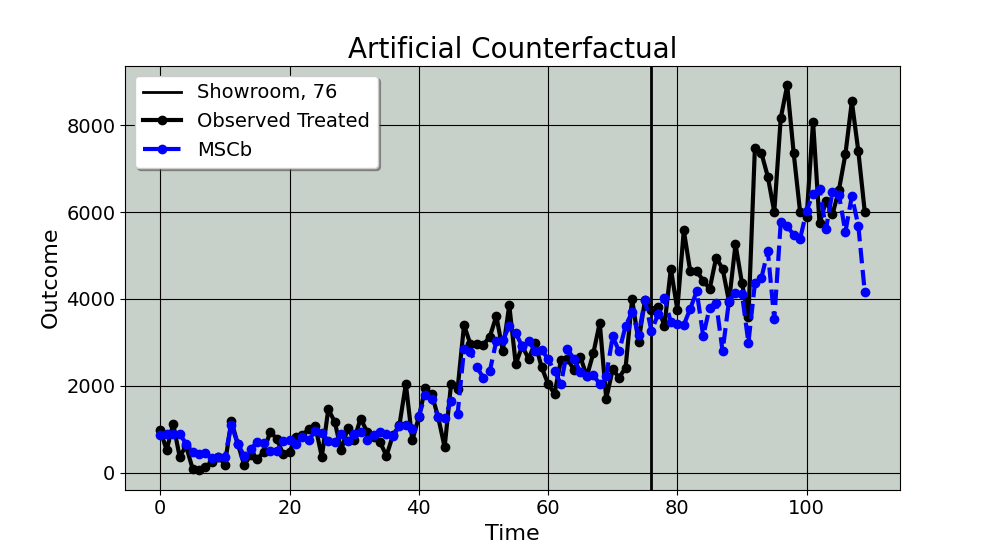 Artificial Counterfactual
Showroom, 76
Observed Treated
MSCb
8000
6000
4000
2000
0
Outcome
0 20 40 60 80 100
Time